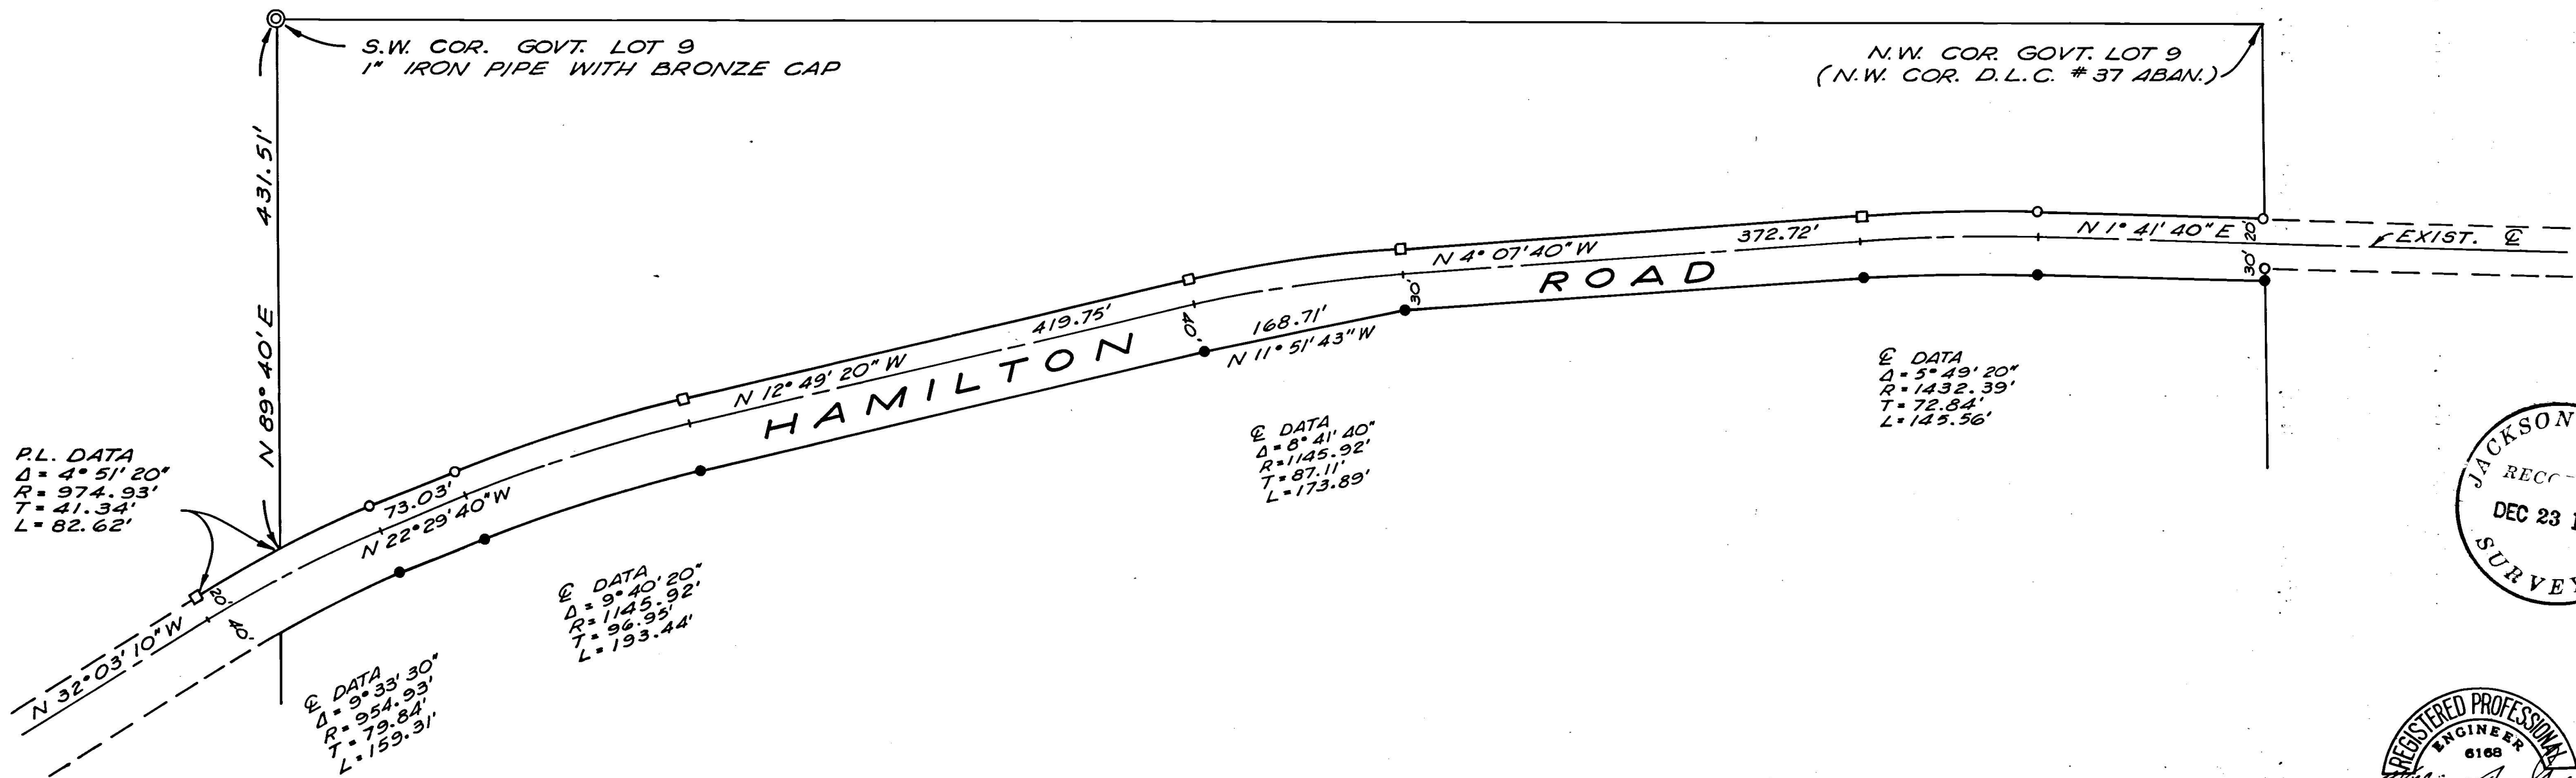 S.W. COR. GOVT. LOT 9
1" IRON PIPE WITH BRONZE CAP
N.W. COR. GOVT. LOT 9
(N.W. COR. D.L.C. #37 ABAN.)
N 89° 40' E 431.51'
P.L. DATA
Δ = 4° 51' 20"
R = 974.93'
T = 41.34'
L = 82.62'
N 32° 03' 10" W
20'
40'
73.03'
N 22° 29' 40" W
℄ DATA
Δ = 9° 33' 30"
R = 954.93'
T = 79.84'
L = 159.31'
℄ DATA
Δ = 9° 40' 20"
R = 1145.92'
T = 96.95'
L = 193.44'
N 12° 49' 20" W
419.75'
HAMILTON ROAD
40'
168.71'
N 11° 51' 43" W
30'
℄ DATA
Δ = 8° 41' 40"
R = 1145.92'
T = 87.11'
L = 173.89'
N 4° 07' 40" W
372.72'
℄ DATA
Δ = 5° 49' 20"
R = 1432.39'
T = 72.84'
L = 145.56'
N 1° 41' 40" E
20'
30'
EXIST. ℄
JACKSON
DEC 23
SURVEY
REGISTERED PROFESSIONAL
ENGINEER
6168